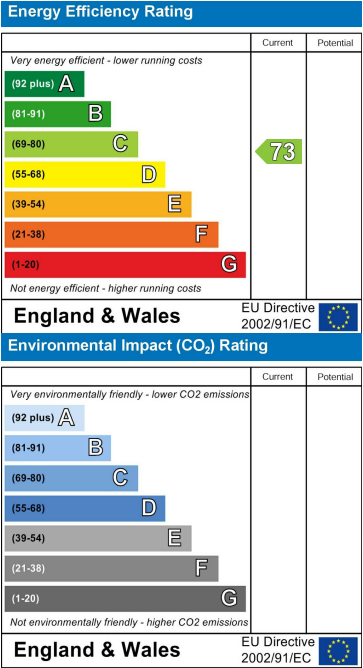 Energy Efficiency Rating
Current Potential
Very energy efficient - lower running costs
(92 plus) A
(81-91) B
(69-80) C
73
(55-68) D
(39-54) E
(21-38) F
(1-20) G
Not energy efficient - higher running costs
England & Wales
EU Directive
2002/91/EC
Environmental Impact (CO₂) Rating
Current Potential
Very environmentally friendly - lower CO2 emissions
(92 plus) A
(81-91) B
(69-80) C
(55-68) D
(39-54) E
(21-38) F
(1-20) G
Not environmentally friendly - higher CO2 emissions
England & Wales
EU Directive
2002/91/EC